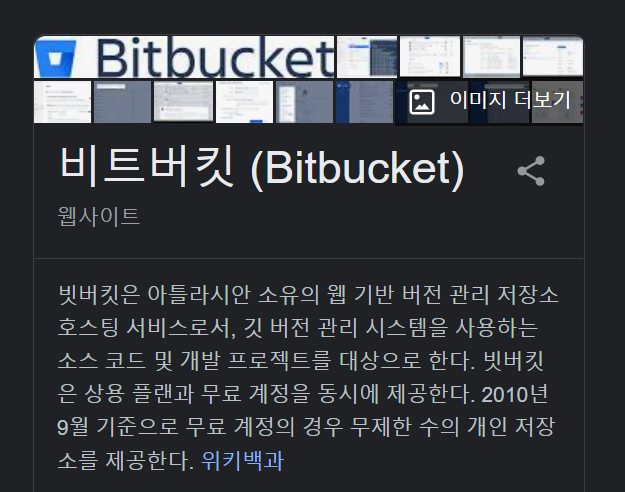 Bitbucket
이미지 더보기
비트버킷 (Bitbucket)
웹사이트
빗버킷은 아틀라시안 소유의 웹 기반 버전 관리 저장소
호스팅 서비스로서, 깃 버전 관리 시스템을 사용하는
소스 코드 및 개발 프로젝트를 대상으로 한다. 빗버킷
은 상용 플랜과 무료 계정을 동시에 제공한다. 2010년
9월 기준으로 무료 계정의 경우 무제한 수의 개인 저장
소를 제공한다. 위키백과